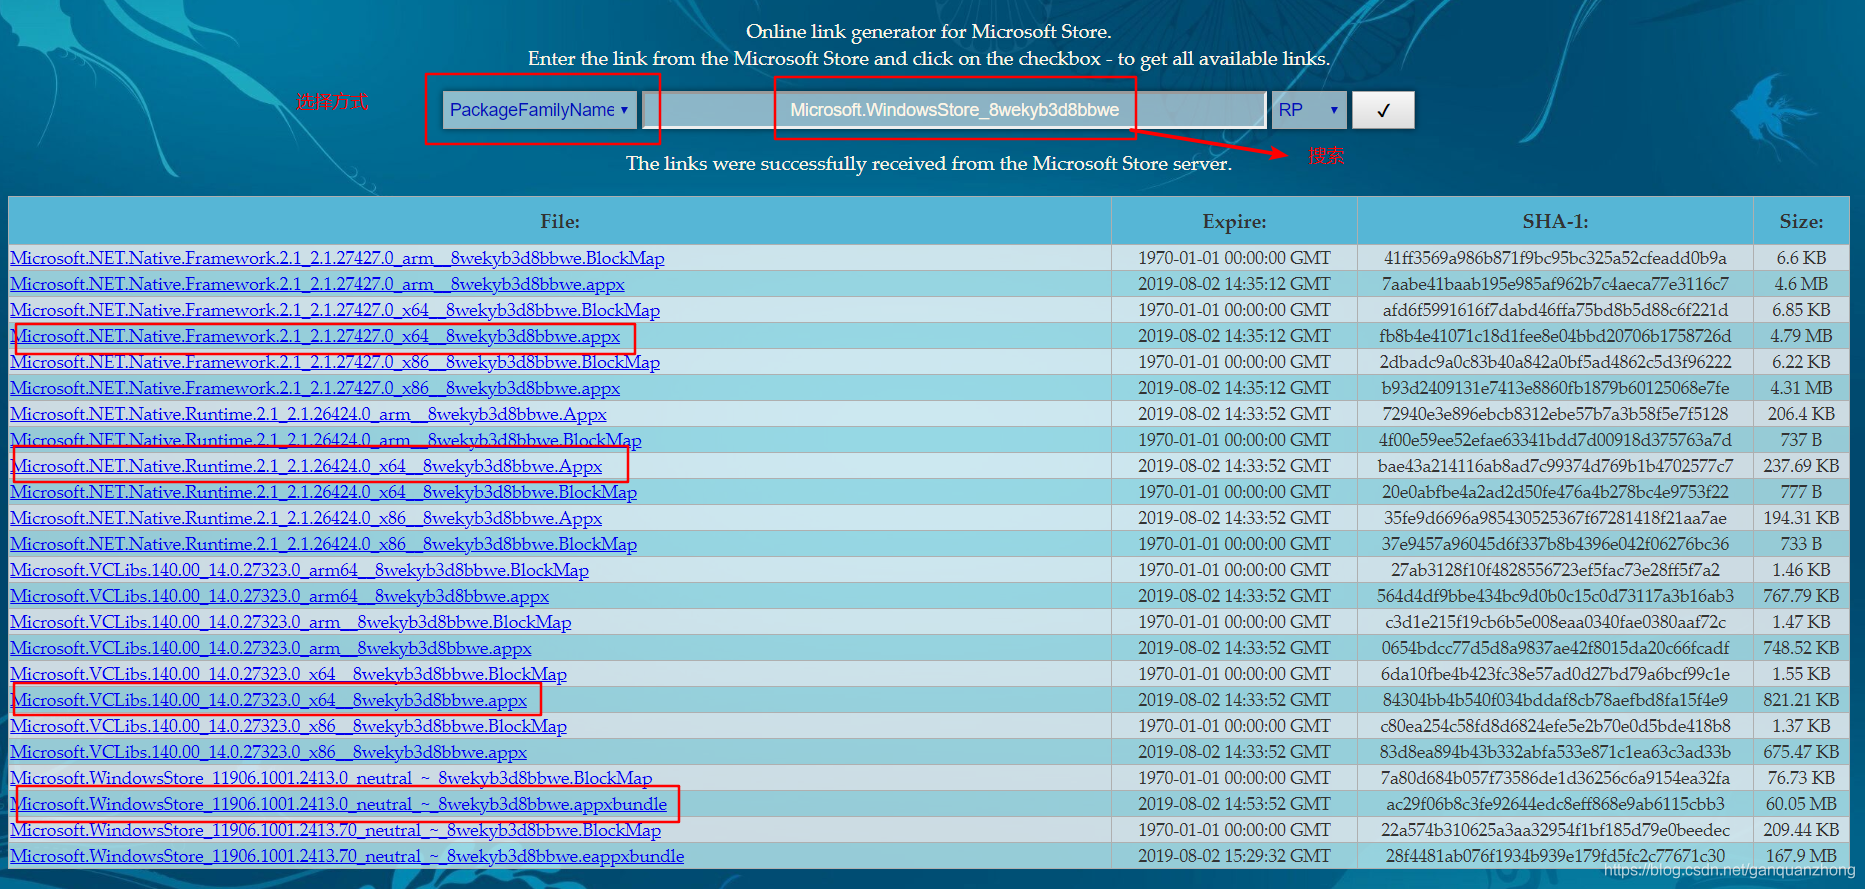 Online link generator for Microsoft Store.
Enter the link from the Microsoft Store and click on the checkbox - to get all available links.
选择方式 PackageFamilyName Microsoft.WindowsStore_8wekyb3d8bbwe RP ✓
搜索
The links were successfully received from the Microsoft Store server.
File: Expire: SHA-1: Size:
Microsoft.NET.Native.Framework.2.1_2.1.27427.0_arm__8wekyb3d8bbwe.BlockMap 1970-01-01 00:00:00 GMT 41ff3569a986b871f9bc95bc325a52cfeadd0b9a 6.6 KB
Microsoft.NET.Native.Framework.2.1_2.1.27427.0_arm__8wekyb3d8bbwe.appx 2019-08-02 14:35:12 GMT 7aabe41baab195e985af962b7c4aeca77e3116c7 4.6 MB
Microsoft.NET.Native.Framework.2.1_2.1.27427.0_x64__8wekyb3d8bbwe.BlockMap 1970-01-01 00:00:00 GMT afd6f5991616f7dabd46ffa75bd8b5d88c6f221d 6.85 KB
Microsoft.NET.Native.Framework.2.1_2.1.27427.0_x64__8wekyb3d8bbwe.appx 2019-08-02 14:35:12 GMT fb8b4e41071c18d1fee8e04bbd20706b1758726d 4.79 MB
Microsoft.NET.Native.Framework.2.1_2.1.27427.0_x86__8wekyb3d8bbwe.BlockMap 1970-01-01 00:00:00 GMT 2dbadc9a0c83b40a842a0bf5ad4862c5d3f96222 6.22 KB
Microsoft.NET.Native.Framework.2.1_2.1.27427.0_x86__8wekyb3d8bbwe.appx 2019-08-02 14:35:12 GMT b93d2409131e7413e8860fb1879b60125068e7fe 4.31 MB
Microsoft.NET.Native.Runtime.2.1_2.1.26424.0_arm__8wekyb3d8bbwe.Appx 2019-08-02 14:33:52 GMT 72940e3e896ebcb8312ebe57b7a3b58f5e7f5128 206.4 KB
Microsoft.NET.Native.Runtime.2.1_2.1.26424.0_arm__8wekyb3d8bbwe.BlockMap 1970-01-01 00:00:00 GMT 4f00e59ee52efae63341bdd7d00918d375763a7d 737 B
Microsoft.NET.Native.Runtime.2.1_2.1.26424.0_x64__8wekyb3d8bbwe.Appx 2019-08-02 14:33:52 GMT bae43a214116ab8ad7c99374d769b1b4702577c7 237.69 KB
Microsoft.NET.Native.Runtime.2.1_2.1.26424.0_x64__8wekyb3d8bbwe.BlockMap 1970-01-01 00:00:00 GMT 20e0abfbe4a2ad2d50fe476a4b278bc4e9753f22 777 B
Microsoft.NET.Native.Runtime.2.1_2.1.26424.0_x86__8wekyb3d8bbwe.Appx 2019-08-02 14:33:52 GMT 35fe9d6696a985430525367f67281418f21aa7ae 194.31 KB
Microsoft.NET.Native.Runtime.2.1_2.1.26424.0_x86__8wekyb3d8bbwe.BlockMap 1970-01-01 00:00:00 GMT 37e9457a96045d6f337b8b4396e042f06276bc36 733 B
Microsoft.VCLibs.140.00_14.0.27323.0_arm64__8wekyb3d8bbwe.BlockMap 1970-01-01 00:00:00 GMT 27ab3128f10f4828556723ef5fac73e28ff5f7a2 1.46 KB
Microsoft.VCLibs.140.00_14.0.27323.0_arm64__8wekyb3d8bbwe.appx 2019-08-02 14:33:52 GMT 564d4df9bbe434bc9d0b0c15c0d73117a3b16ab3 767.79 KB
Microsoft.VCLibs.140.00_14.0.27323.0_arm__8wekyb3d8bbwe.BlockMap 1970-01-01 00:00:00 GMT c3d1e215f19cb6b5e008eaa0340fae0380aaf72c 1.47 KB
Microsoft.VCLibs.140.00_14.0.27323.0_arm__8wekyb3d8bbwe.appx 2019-08-02 14:33:52 GMT 0654bdcc77d5d8a9837ae42f8015da20c66fcadf 748.52 KB
Microsoft.VCLibs.140.00_14.0.27323.0_x64__8wekyb3d8bbwe.BlockMap 1970-01-01 00:00:00 GMT 6da10fbe4b423fc38e57ad0d27bd79a6bcf99c1e 1.55 KB
Microsoft.VCLibs.140.00_14.0.27323.0_x64__8wekyb3d8bbwe.appx 2019-08-02 14:33:52 GMT 84304bb4b540f034bddaf8cb78aefbd8fa15f4e9 821.21 KB
Microsoft.VCLibs.140.00_14.0.27323.0_x86__8wekyb3d8bbwe.BlockMap 1970-01-01 00:00:00 GMT c80ea254c58fd8d6824efe5e2b70e0d5bde418b8 1.37 KB
Microsoft.VCLibs.140.00_14.0.27323.0_x86__8wekyb3d8bbwe.appx 2019-08-02 14:33:52 GMT 83d8ea894b43b332abfa533e871c1ea63c3ad33b 675.47 KB
Microsoft.WindowsStore_11906.1001.2413.0_neutral_~_8wekyb3d8bbwe.BlockMap 1970-01-01 00:00:00 GMT 7a80d684b057f73586de1d36256c6a9154ea32fa 76.73 KB
Microsoft.WindowsStore_11906.1001.2413.0_neutral_~_8wekyb3d8bbwe.appxbundle 2019-08-02 14:53:52 GMT ac29f06b8c3fe92644edc8eff868e9ab6115cbb3 60.05 MB
Microsoft.WindowsStore_11906.1001.2413.70_neutral_~_8wekyb3d8bbwe.BlockMap 1970-01-01 00:00:00 GMT 22a574b310625a3aa32954f1bf185d79e0beedec 209.44 KB
Microsoft.WindowsStore_11906.1001.2413.70_neutral_~_8wekyb3d8bbwe.eappxbundle 2019-08-02 15:29:32 GMT 28f4481ab076f1934b939e179fd5fc2c77671c30 167.9 MB
https://blog.csdn.net/ganquanzhong